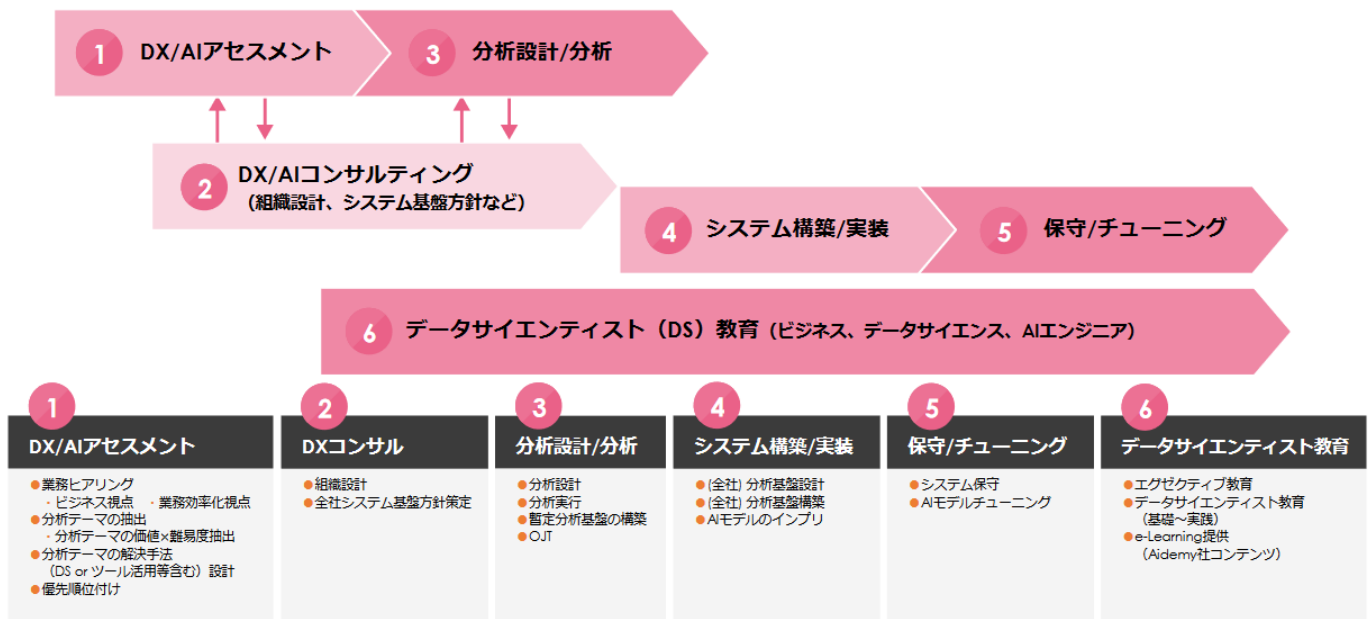 1 DX/AIアセスメント
3 分析設計/分析
2 DX/AIコンサルティング
(組織設計、システム基盤方針など)
4 システム構築/実装
5 保守/チューニング
6 データサイエンティスト(DS)教育(ビジネス、データサイエンス、AIエンジニア)
1
DX/AIアセスメント
●業務ヒアリング
・ビジネス視点 ・業務効率化視点
●分析テーマの抽出
・分析テーマの価値×難易度抽出
●分析テーマの解決手法
(DS or ツール活用等含む)設計
●優先順位付け
2
DXコンサル
●組織設計
●全社システム基盤方針策定
3
分析設計/分析
●分析設計
●分析実行
●暫定分析基盤の構築
●OJT
4
システム構築/実装
●(全社) 分析基盤設計
●(全社) 分析基盤構築
●AIモデルのインプリ
5
保守/チューニング
●システム保守
●AIモデルチューニング
6
データサイエンティスト教育
●エグゼクティブ教育
●データサイエンティスト教育
(基礎～実践)
●e-Learning提供
(Aidemy社コンテンツ)